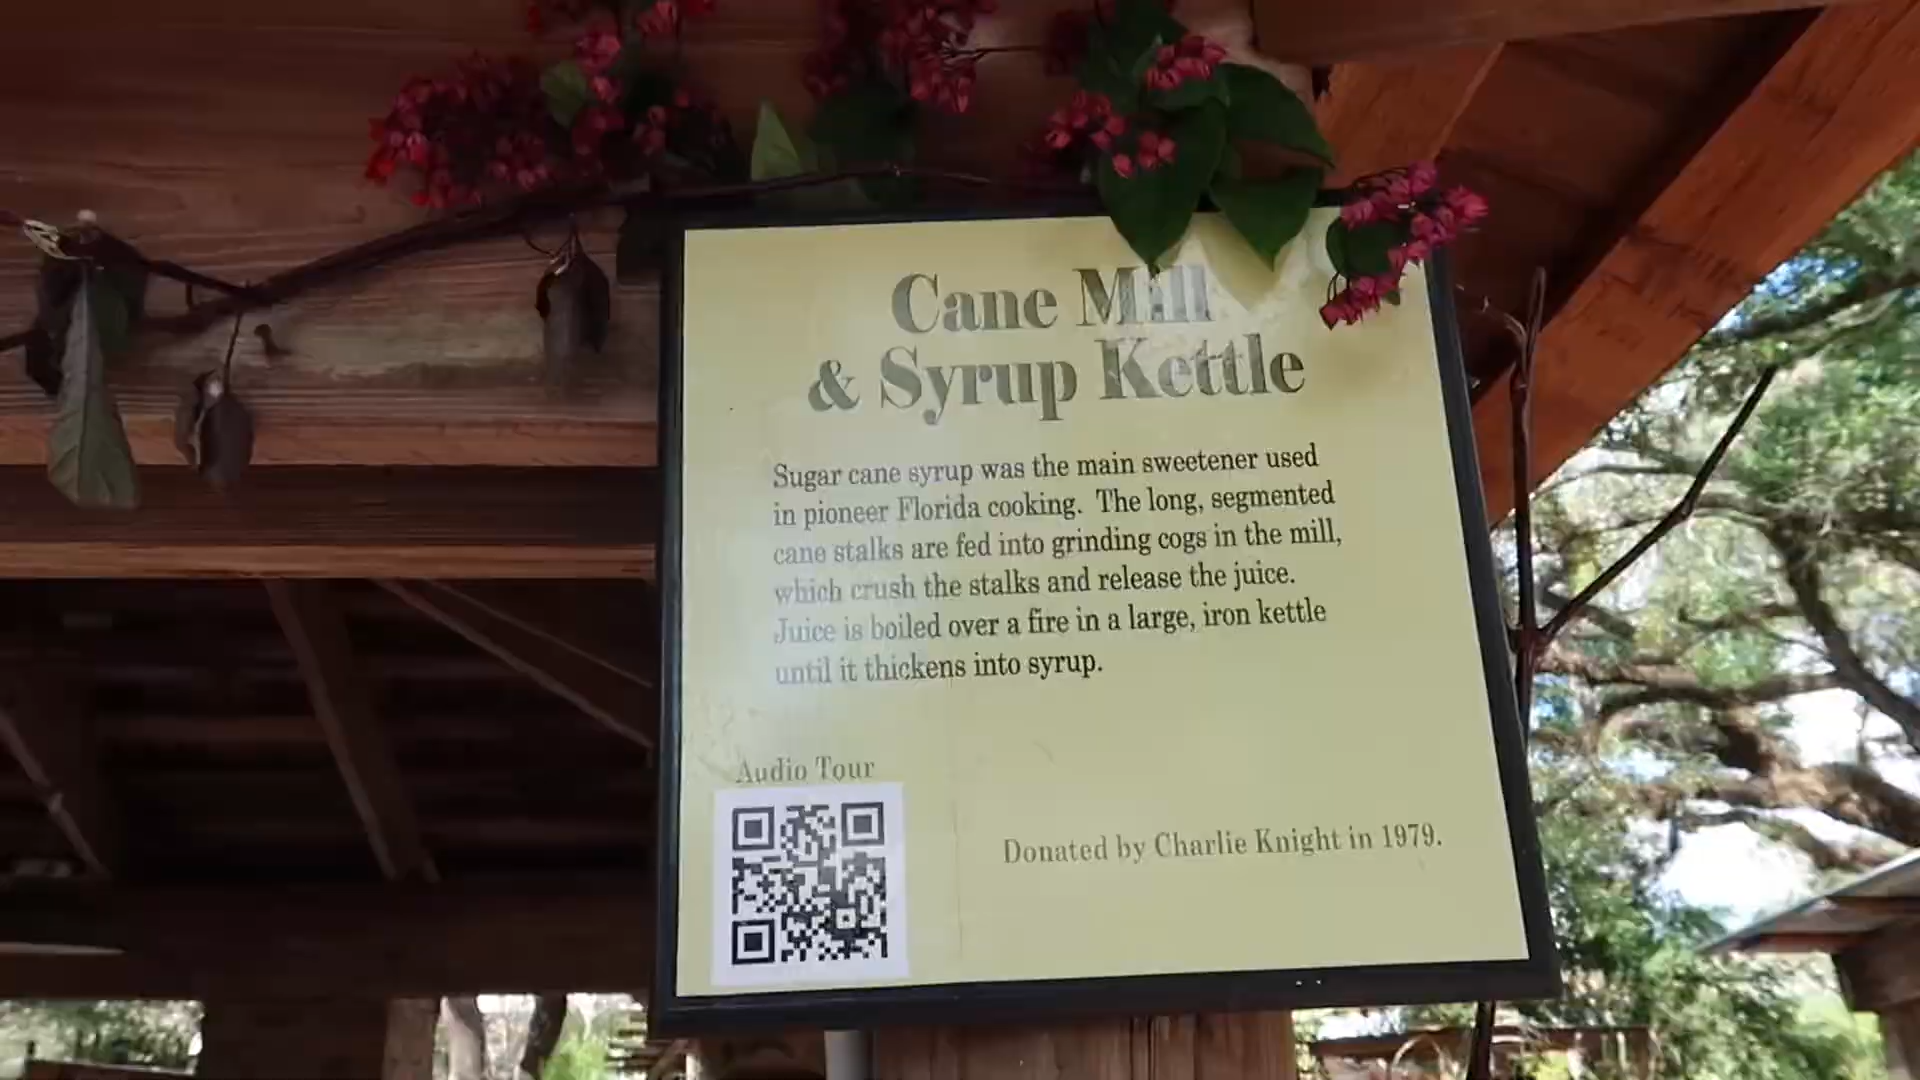 Cane Mill
& Syrup Kettle
Sugar cane syrup was the main sweetener used
in pioneer Florida cooking. The long, segmented
cane stalks are fed into grinding cogs in the mill,
which crush the stalks and release the juice.
Juice is boiled over a fire in a large, iron kettle
until it thickens into syrup.
Audio Tour
Donated by Charlie Knight in 1979.